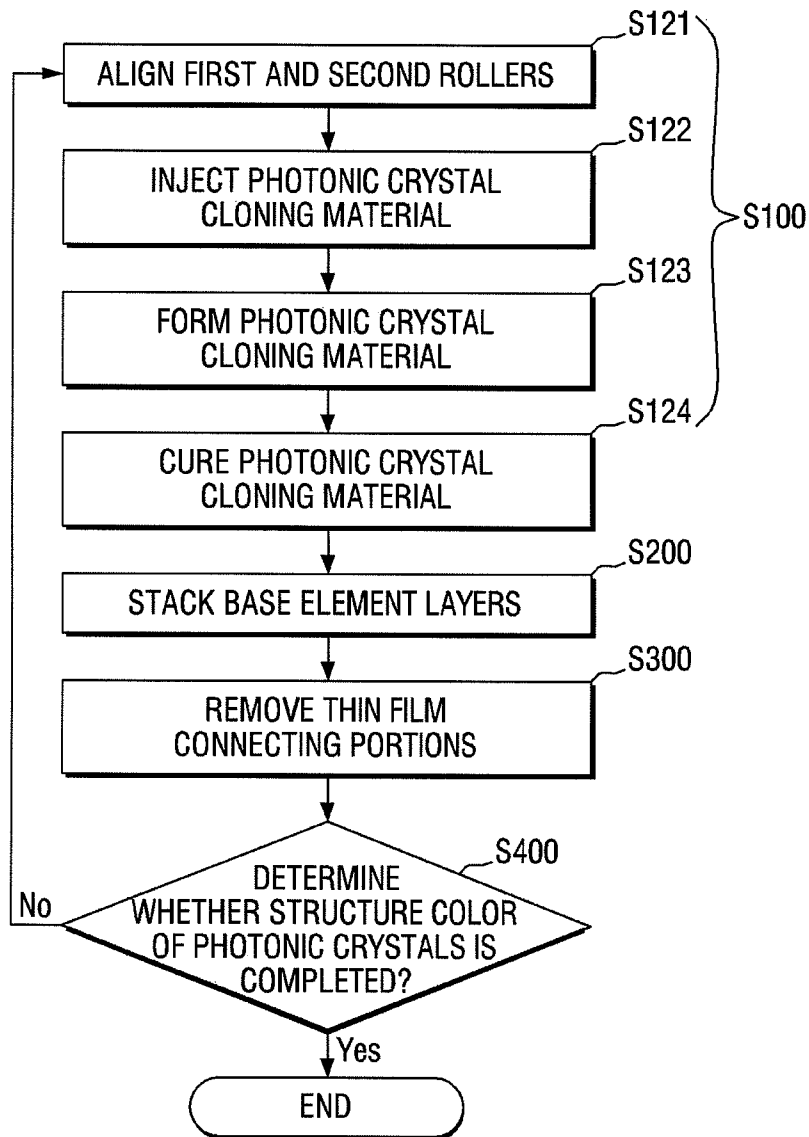 S121
ALIGN FIRST AND SECOND ROLLERS
S122
INJECT PHOTONIC CRYSTAL
CLONING MATERIAL
S100
S123
FORM PHOTONIC CRYSTAL
CLONING MATERIAL
S124
CURE PHOTONIC CRYSTAL
CLONING MATERIAL
S200
STACK BASE ELEMENT LAYERS
S300
REMOVE THIN FILM
CONNECTING PORTIONS
S400
DETERMINE
WHETHER STRUCTURE COLOR
OF PHOTONIC CRYSTALS IS
COMPLETED?
No
Yes
END